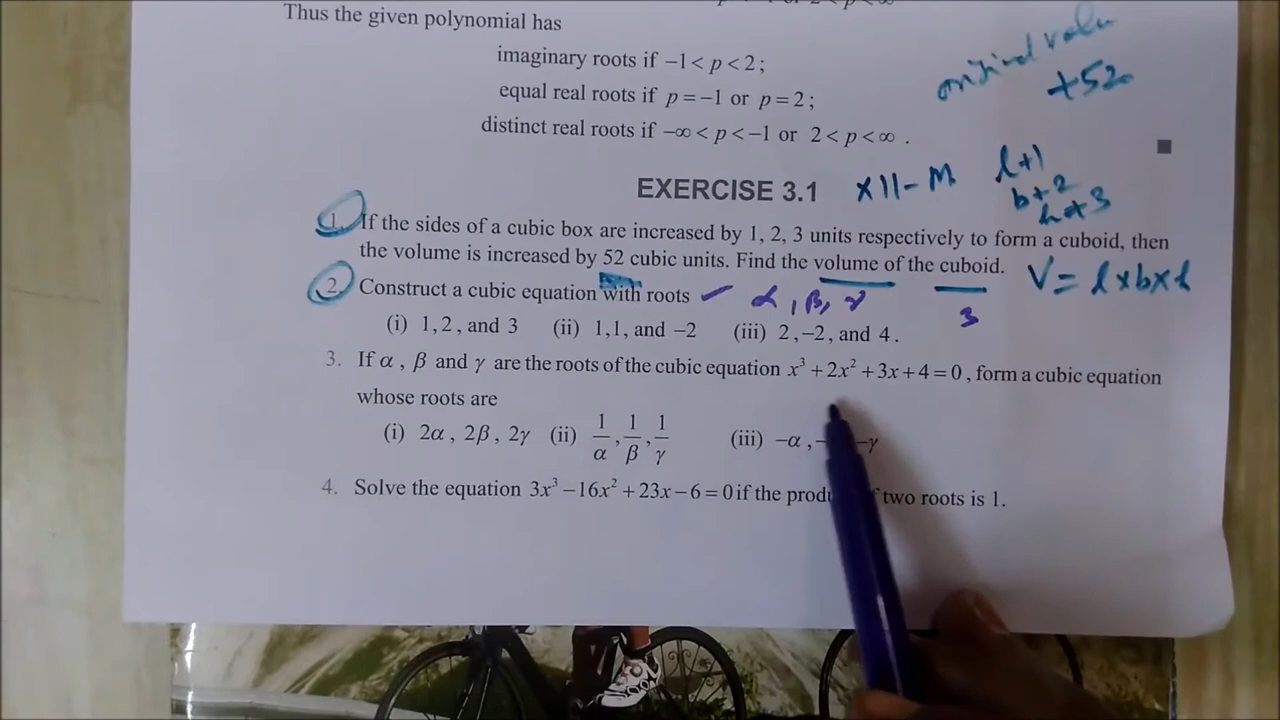 Thus the given polynomial has
imaginary roots if −1 < p < 2 ;
equal real roots if p = −1 or p = 2 ;
distinct real roots if −∞ < p < −1 or 2 < p < ∞ .
+52
EXERCISE 3.1 XII - M
l+1
b+2
h+3
1. If the sides of a cubic box are increased by 1, 2, 3 units respectively to form a cuboid, then
the volume is increased by 52 cubic units. Find the volume of the cuboid.
V = l x b x h
2. Construct a cubic equation with roots ✓ α, β, γ
3
(i) 1, 2, and 3 (ii) 1, 1, and −2 (iii) 2, −2, and 4 .
3. If α , β and γ are the roots of the cubic equation x³ + 2x² + 3x + 4 = 0 , form a cubic equation
whose roots are
(i) 2α , 2β , 2γ (ii) 1/α , 1/β , 1/γ (iii) −α , − −γ
4. Solve the equation 3x³ − 16x² + 23x − 6 = 0 if the produ two roots is 1.